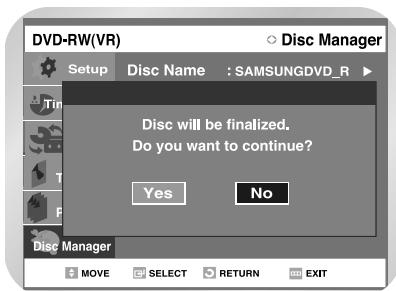 DVD-RW(VR) Disc Manager
Setup Disc Name : SAMSUNGDVD_R
Disc will be finalized.
Do you want to continue?
Yes No
Disc Manager
MOVE SELECT RETURN EXIT